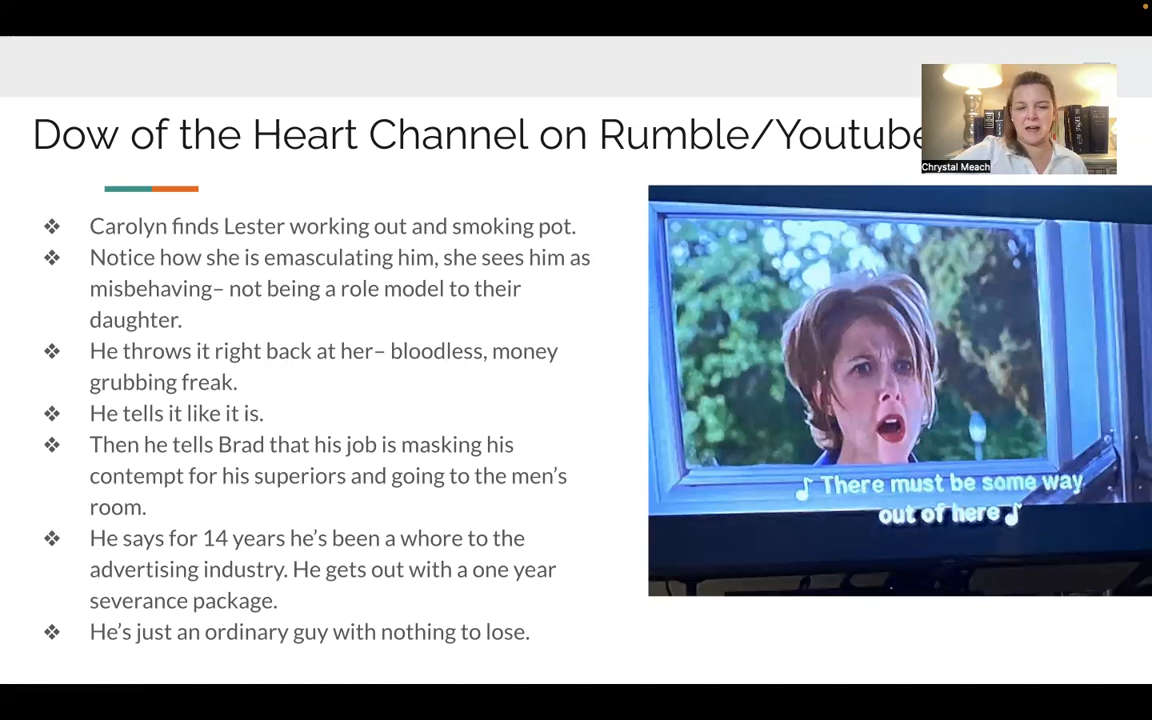 Dow of the Heart Channel on Rumble/Youtube
Chrystal Meach
❖ Carolyn finds Lester working out and smoking pot.
❖ Notice how she is emasculating him, she sees him as
misbehaving– not being a role model to their
daughter.
❖ He throws it right back at her– bloodless, money
grubbing freak.
❖ He tells it like it is.
❖ Then he tells Brad that his job is masking his
contempt for his superiors and going to the men’s
room.
❖ He says for 14 years he’s been a whore to the
advertising industry. He gets out with a one year
severance package.
❖ He’s just an ordinary guy with nothing to lose.
♪ There must be some way
out of here ♪